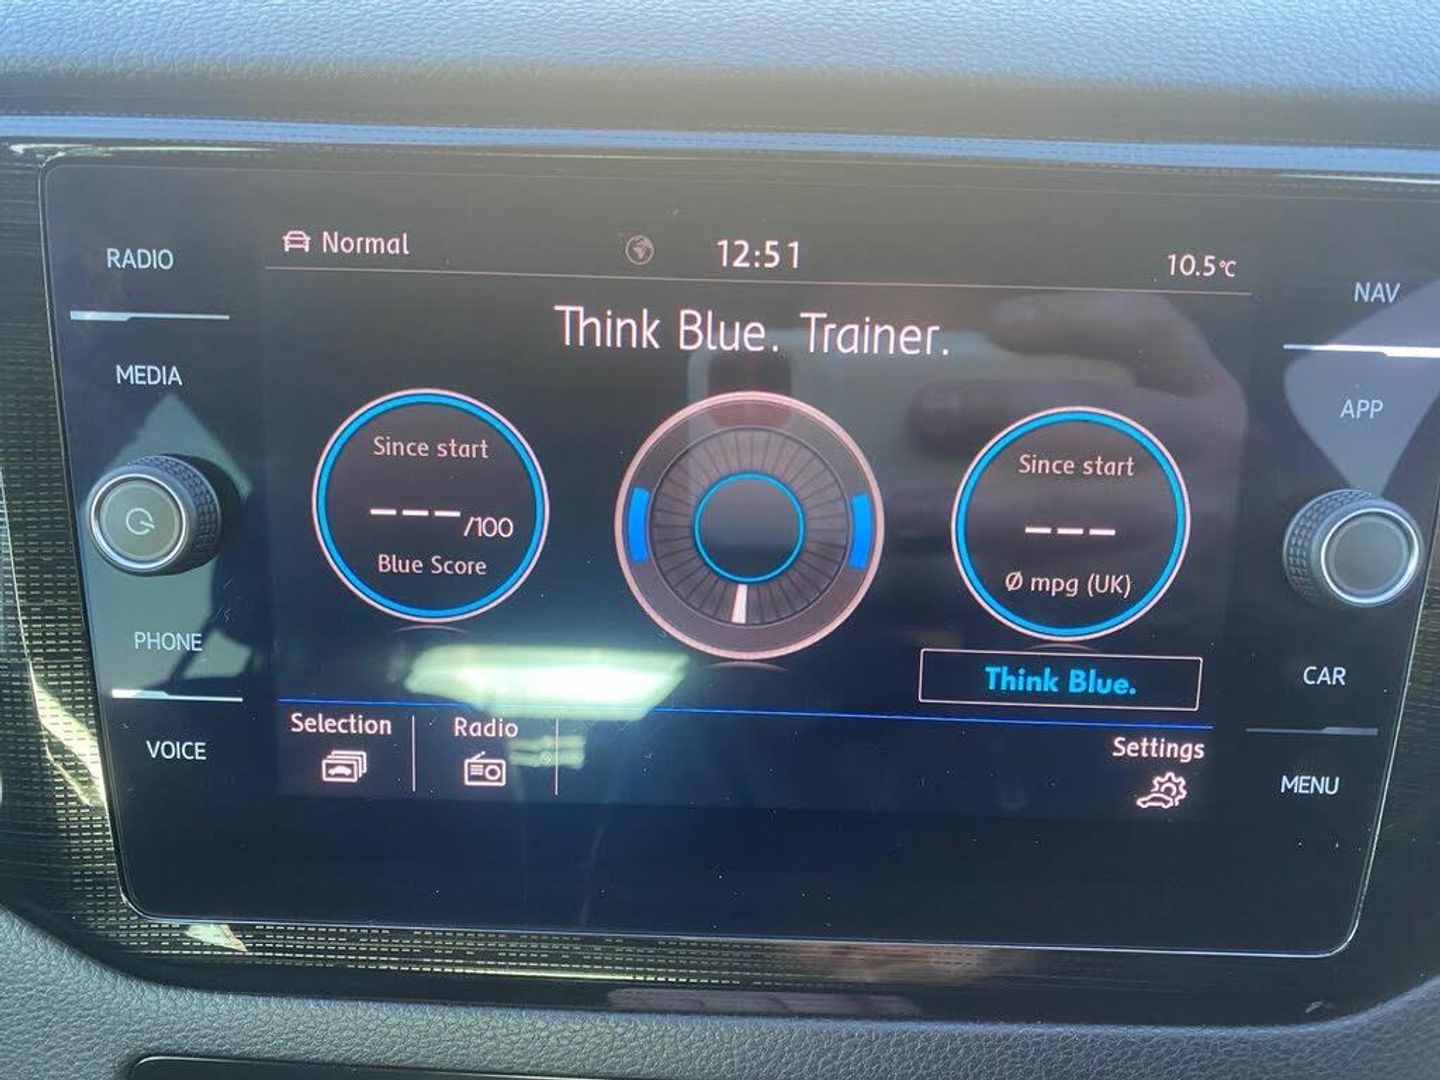 RADIO
MEDIA
PHONE
VOICE
Normal
12:51
10.5°C
Think Blue. Trainer.
Since start
---/100
Blue Score
Since start
---
Ø mpg (UK)
Think Blue.
Selection
Radio
Settings
NAV
APP
CAR
MENU